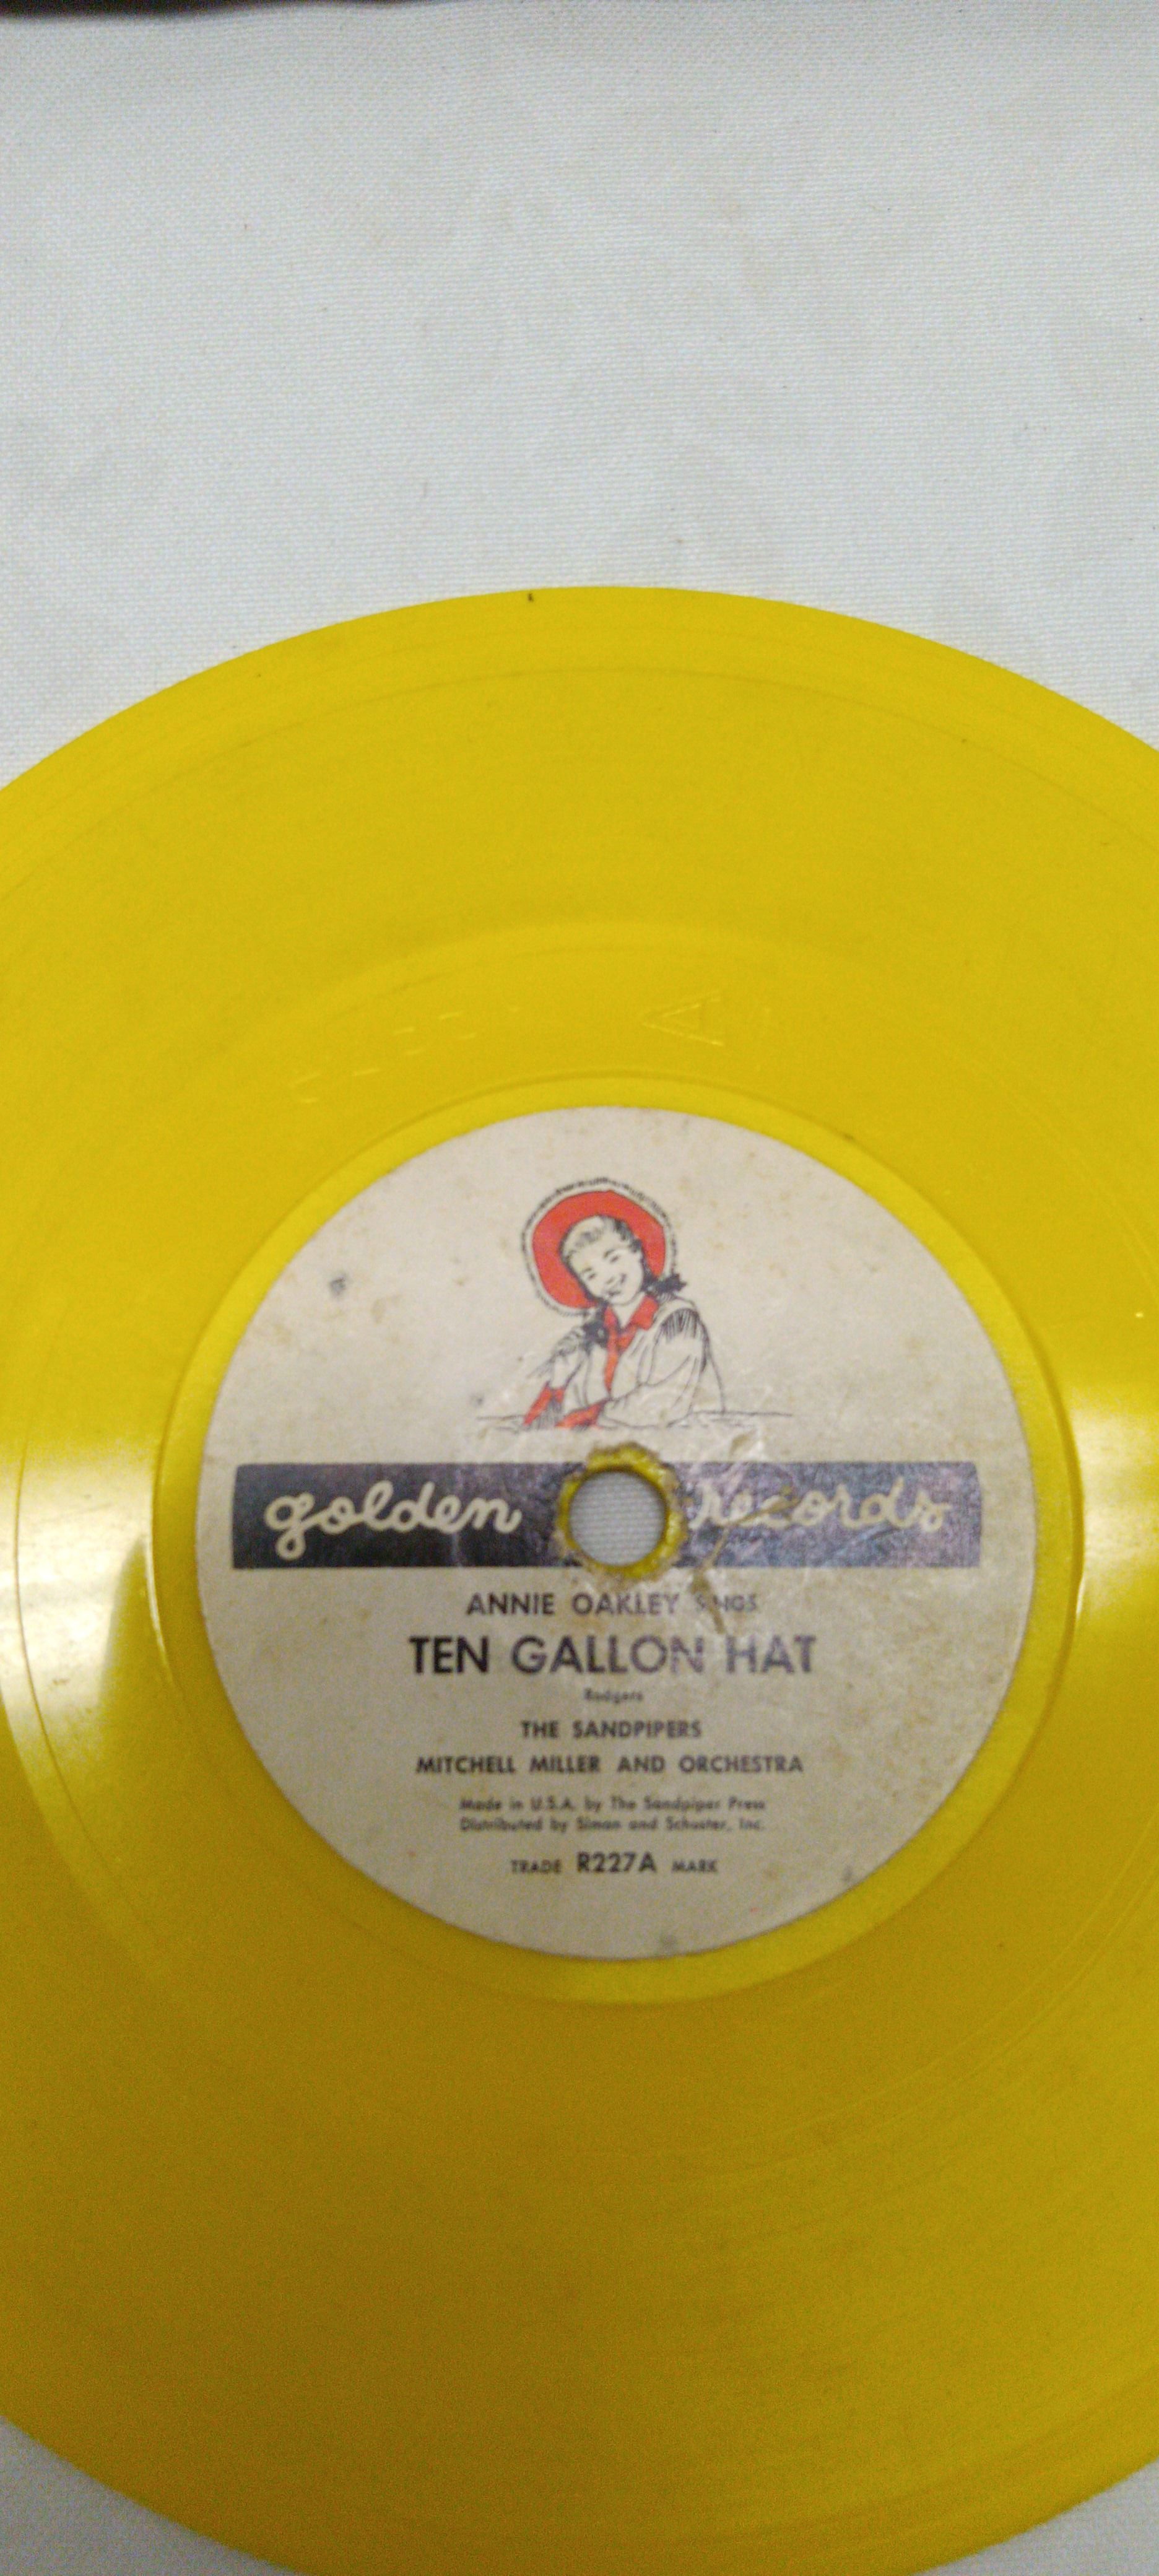 golden records
ANNIE OAKLEY SINGS
TEN GALLON HAT
Rodgers
THE SANDPIPERS
MITCHELL MILLER AND ORCHESTRA
Made in U.S.A. by The Sandpiper Press
Distributed by Simon and Schuster, Inc.
TRADE R227A MARK